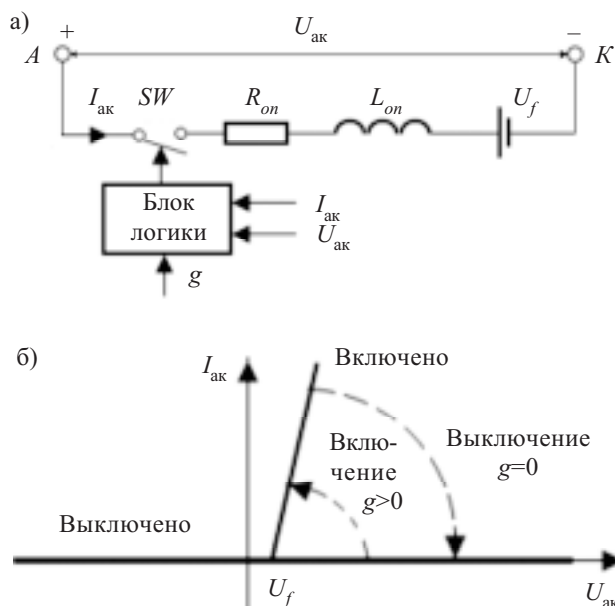 а)
+ U_ак –
A К
I_ак SW R_on L_on U_f
Блок
логики
I_ак
U_ак
g
б)
I_ак
Включено
Вклю-
чение
g>0
Выключение
g=0
Выключено
U_f
U_ак